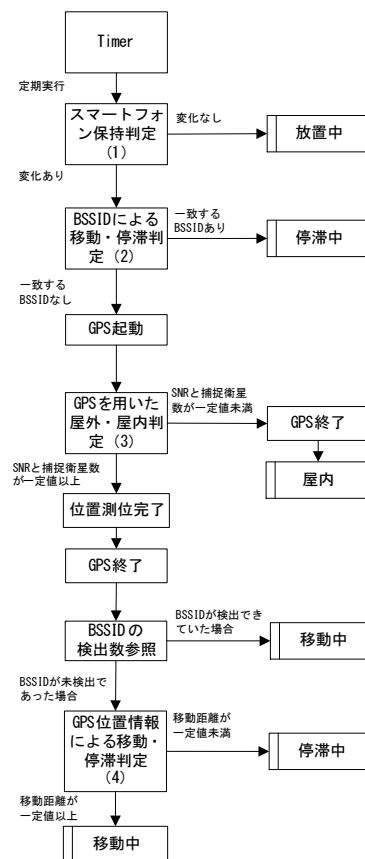 Timer
定期実行
スマートフォ
ン保持判定
(1)
変化なし
放置中
変化あり
BSSIDによる
移動・停滞判
定 (2)
一致する
BSSIDあり
停滞中
一致する
BSSIDなし
GPS起動
GPSを用いた
屋外・屋内判
定 (3)
SNRと捕捉衛星
数が一定値未満
GPS終了
屋内
SNRと捕捉衛星数
が一定値以上
位置測位完了
GPS終了
BSSIDの
検出数参照
BSSIDが検出でき
ていた場合
移動中
BSSIDが未検出で
あった場合
GPS位置情報
による移動・
停滞判定
(4)
移動距離が
一定値未満
停滞中
移動距離が
一定値以上
移動中